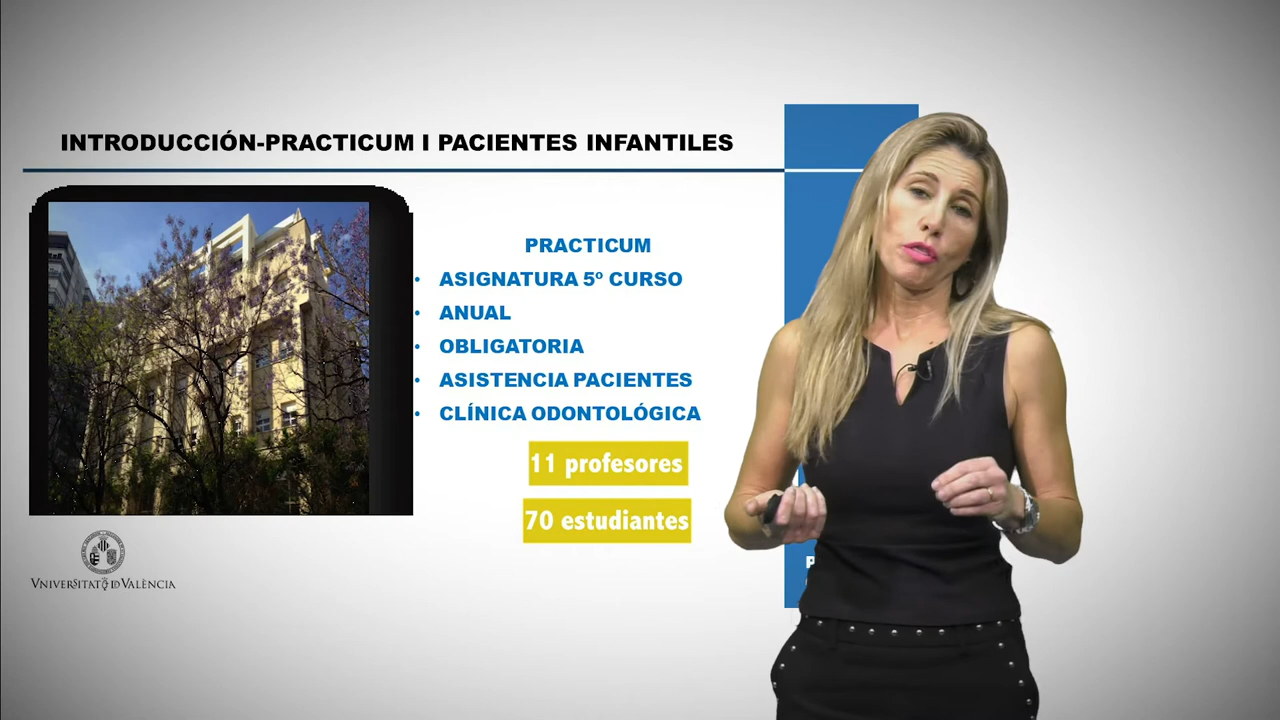 INTRODUCCIÓN-PRACTICUM I PACIENTES INFANTILES
PRACTICUM
• ASIGNATURA 5º CURSO
• ANUAL
• OBLIGATORIA
• ASISTENCIA PACIENTES
• CLÍNICA ODONTOLÓGICA
11 profesores
70 estudiantes
VNIVERSITAT ID VALÈNCIA